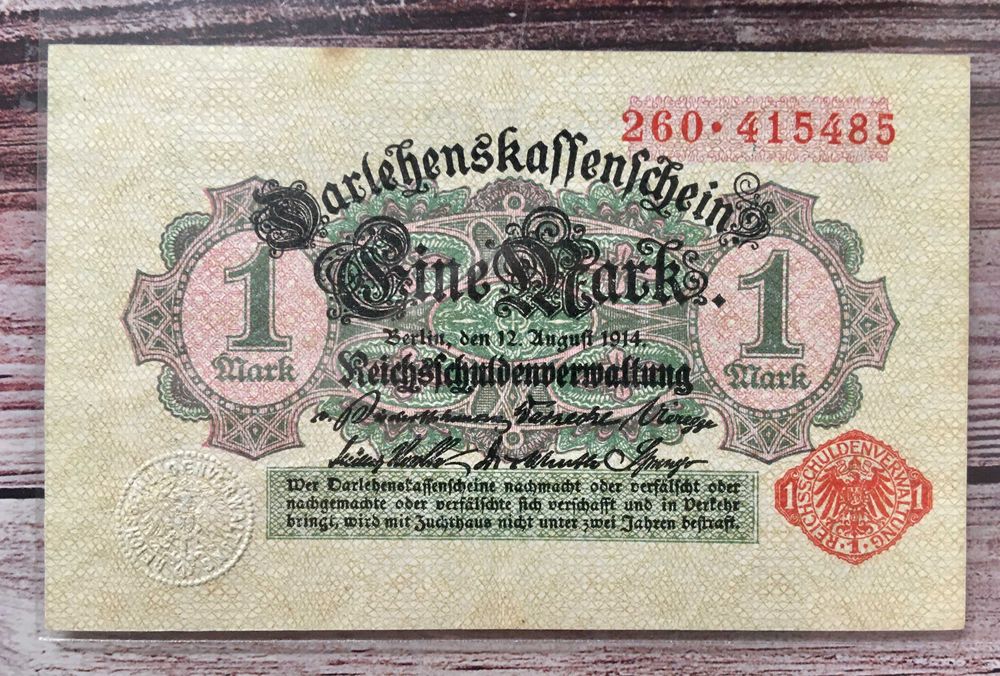 260·415485
Darlehenskassenschein
Eine Mark.
1 Mark
1 Mark
Berlin, den 12. August 1914.
Reichsschuldenverwaltung
Wer Darlehenskassenscheine nachmacht oder verfälscht oder
nachgemachte oder verfälschte sich verschafft und in Verkehr
bringt, wird mit Zuchthaus nicht unter zwei Jahren bestraft.
REICHSSCHULDENVERWALTUNG
1 1
·1·